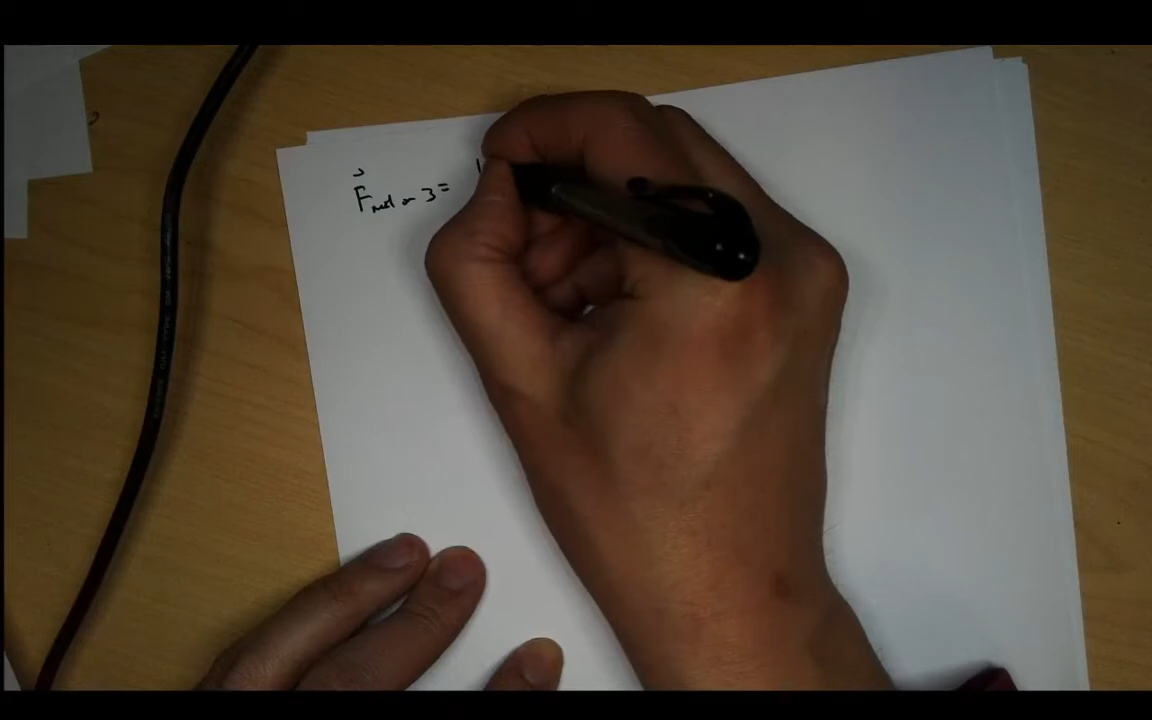 F⃗ net on 3 =